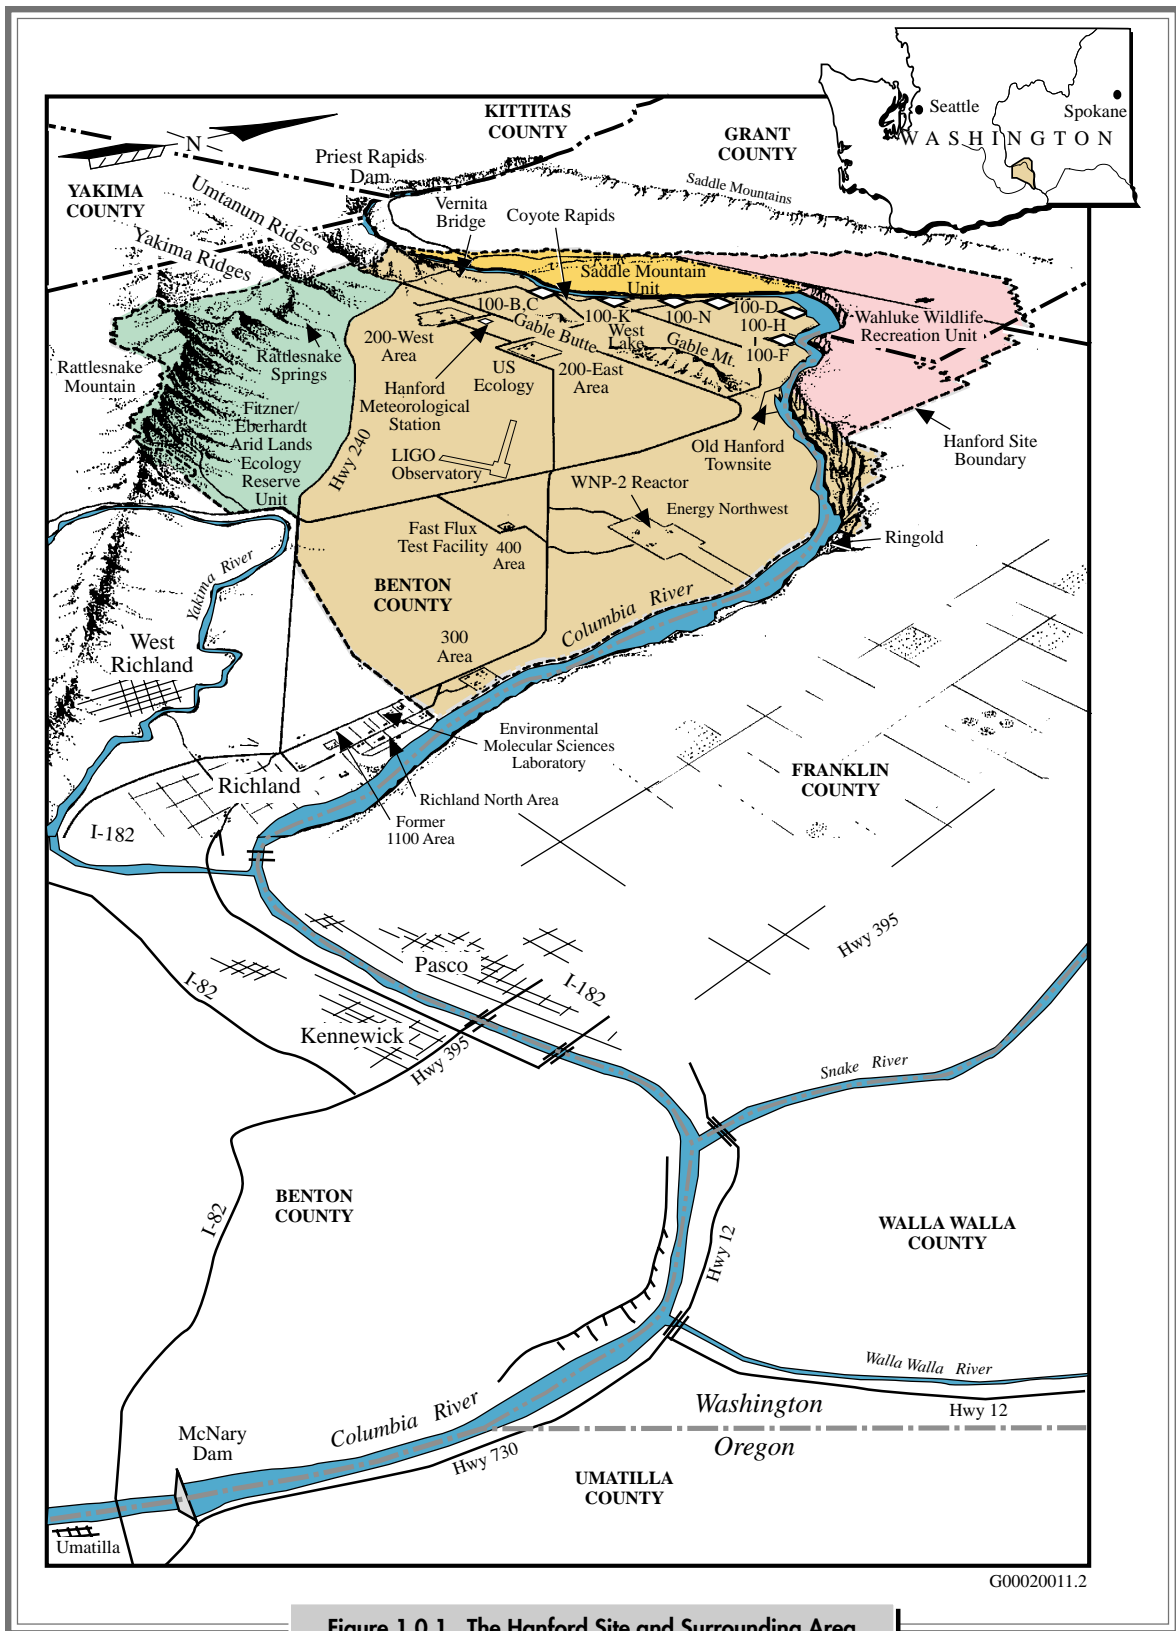 Seattle
Spokane
WASHINGTON
KITTITAS
COUNTY
GRANT
COUNTY
N
Priest Rapids
Dam
YAKIMA
COUNTY
Umtanum Ridges
Yakima Ridges
Vernita
Bridge
Coyote Rapids
Saddle Mountains
Saddle Mountain
Unit
100-B,C
100-K
100-N
100-D
100-H
100-F
Wahluke Wildlife
Recreation Unit
200-West
Area
Gable Butte
West
Lake
Gable Mt.
Rattlesnake
Mountain
Rattlesnake
Springs
US
Ecology
200-East
Area
Hanford
Meteorological
Station
Fitzner/
Eberhardt
Arid Lands
Ecology
Reserve
Unit
Hwy 240
LIGO
Observatory
Old Hanford
Townsite
Hanford Site
Boundary
WNP-2 Reactor
Energy Northwest
Fast Flux
Test Facility
400
Area
Ringold
BENTON
COUNTY
Yakima River
Columbia River
West
Richland
300
Area
Environmental
Molecular Sciences
Laboratory
FRANKLIN
COUNTY
Richland
Richland North Area
Former
1100 Area
I-182
Hwy 395
Pasco
I-182
I-82
Kennewick
Hwy 395
Snake River
BENTON
COUNTY
I-82
Hwy 12
WALLA WALLA
COUNTY
Walla Walla River
Columbia River
Washington
Hwy 12
McNary
Dam
Oregon
Hwy 730
UMATILLA
COUNTY
Umatilla
G00020011.2
Figure 1.0.1. The Hanford Site and Surrounding Area